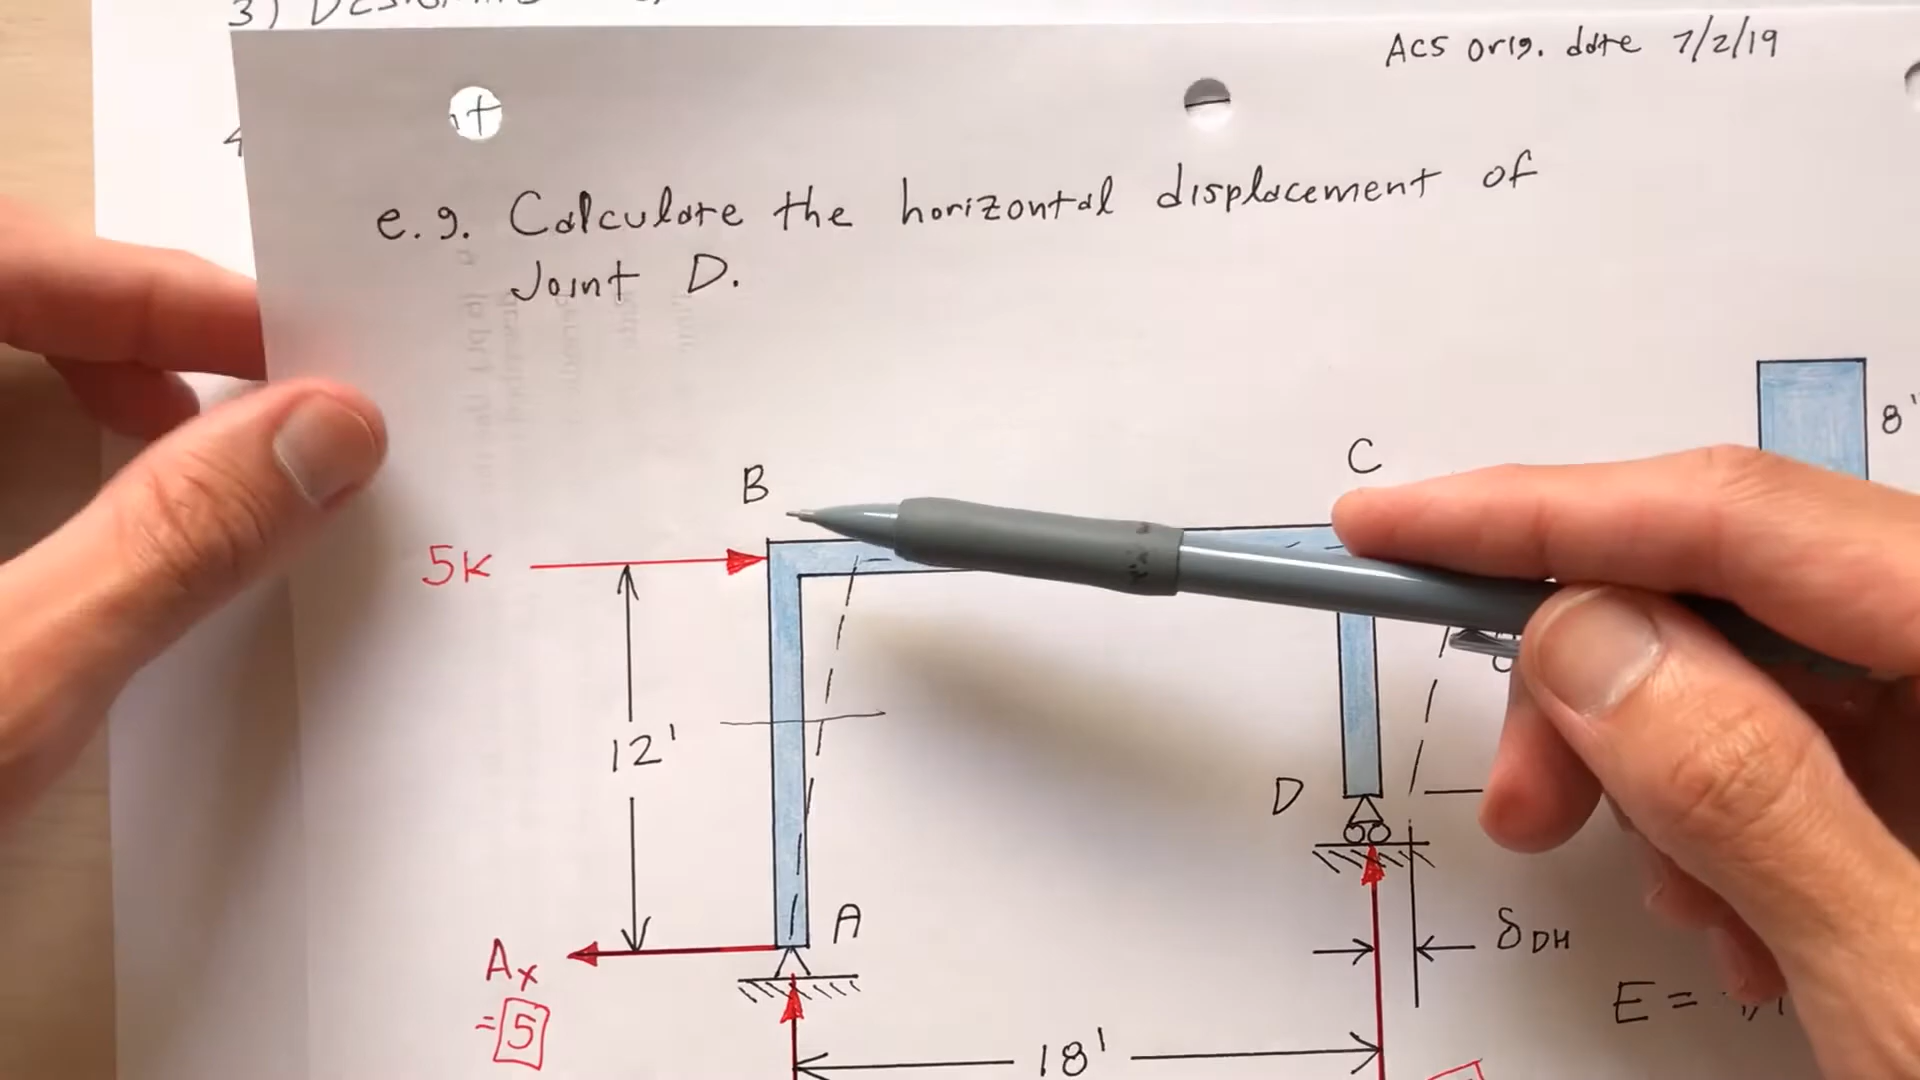 3)
ACS orig. date 7/2/19
e.g. Calculate the horizontal displacement of
Joint D.
8"
B
C
5K
12'
D
A
Ax
= 5
δDH
E =
18'